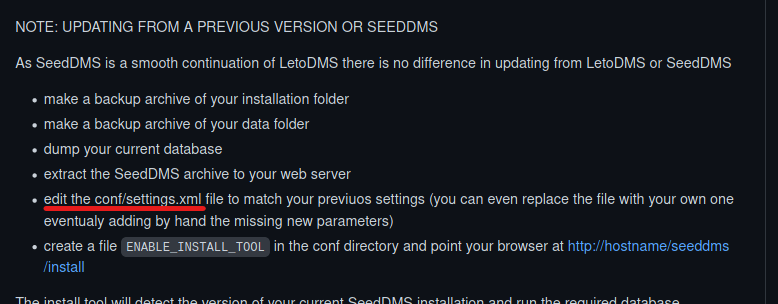 NOTE: UPDATING FROM A PREVIOUS VERSION OR SEEDDMS
As SeedDMS is a smooth continuation of LetoDMS there is no difference in updating from LetoDMS or SeedDMS
• make a backup archive of your installation folder
• make a backup archive of your data folder
• dump your current database
• extract the SeedDMS archive to your web server
• edit the conf/settings.xml file to match your previuos settings (you can even replace the file with your own one
eventualy adding by hand the missing new parameters)
• create a file ENABLE_INSTALL_TOOL in the conf directory and point your browser at http://hostname/seeddms
/install
The install tool will detect the version of your current SeedDMS installation and run the required database